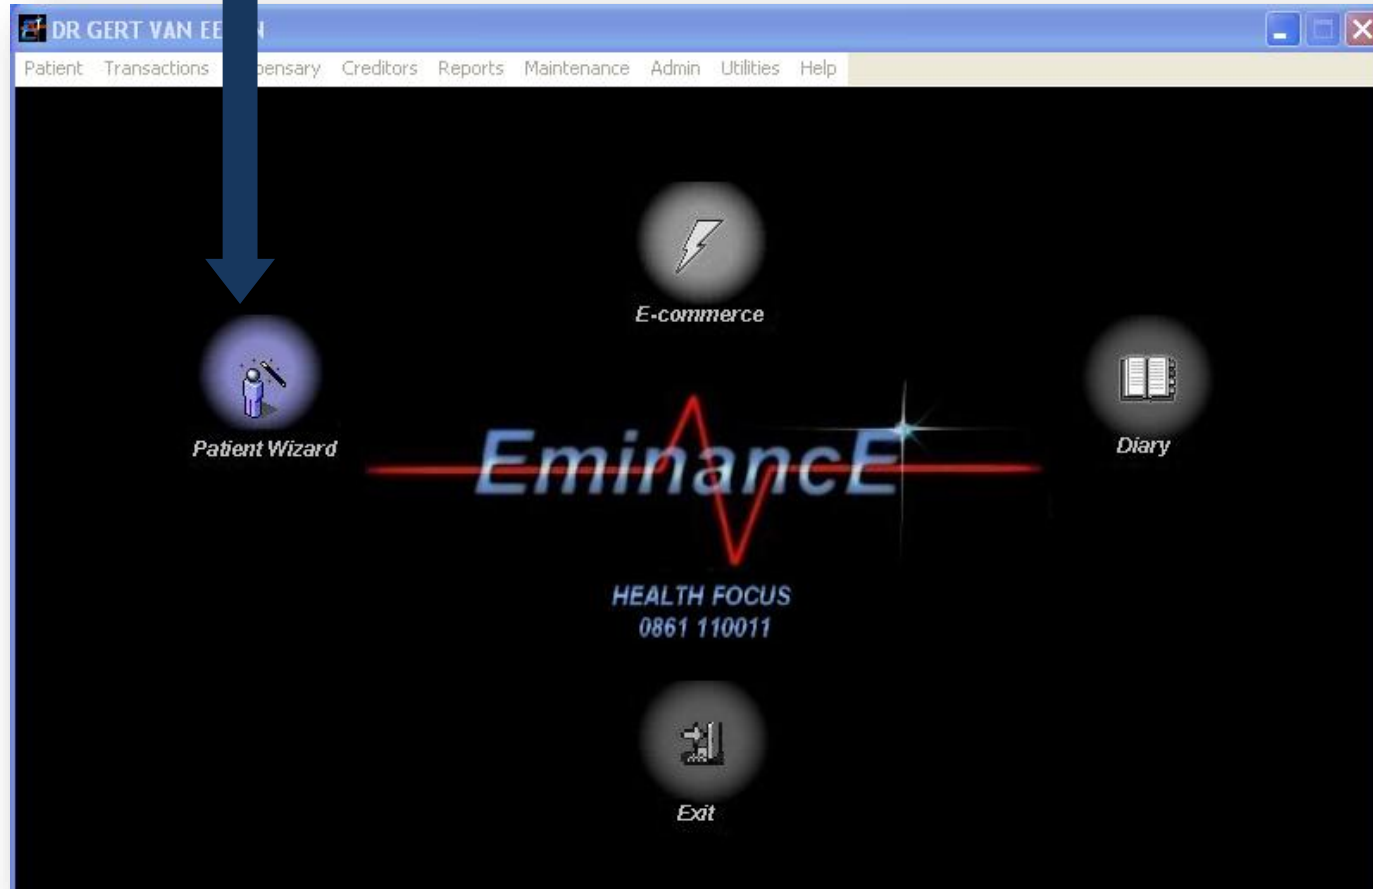 DR GERT VAN
Patient Transactions Creditors Reports Maintenance Admin Utilities Help
E-commerce
Patient Wizard
Diary
EminancE
HEALTH FOCUS
0861 110011
Exit